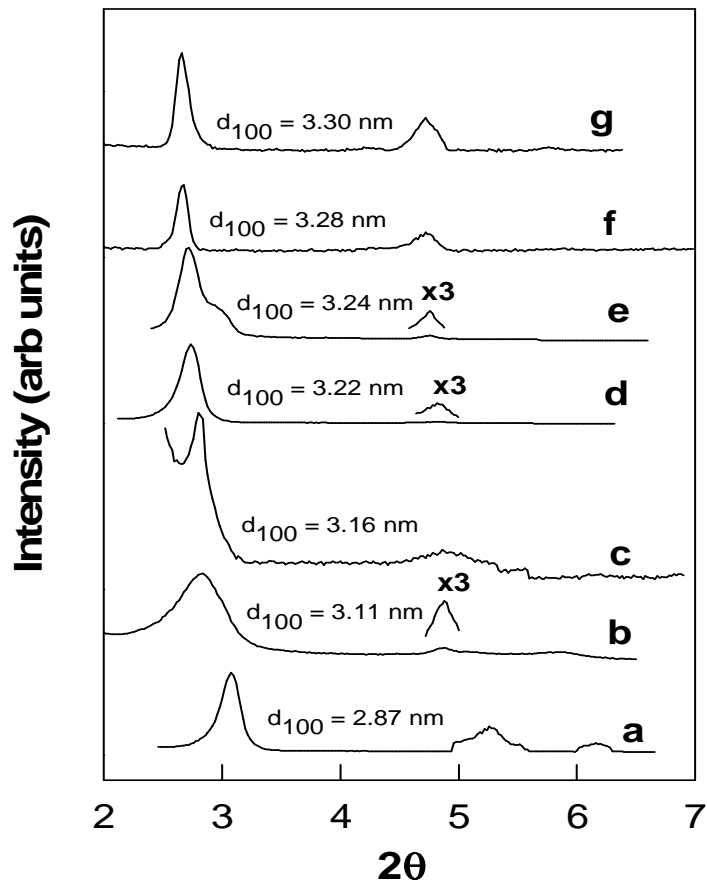 d100 = 3.30 nm
g
d100 = 3.28 nm
f
d100 = 3.24 nm
x3
e
d100 = 3.22 nm
x3
d
d100 = 3.16 nm
c
x3
d100 = 3.11 nm
b
d100 = 2.87 nm
a
Intensity (arb units)
2 3 4 5 6 7
2θ